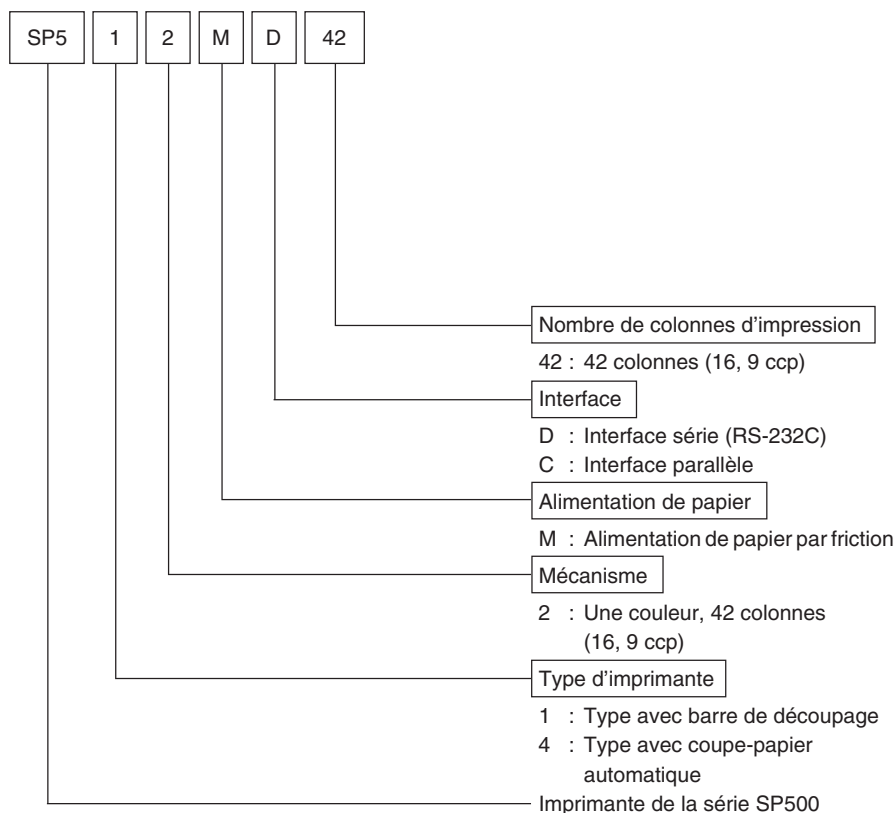 SP5 1 2 M D 42
Nombre de colonnes d’impression
42 : 42 colonnes (16, 9 ccp)
Interface
D : Interface série (RS-232C)
C : Interface parallèle
Alimentation de papier
M : Alimentation de papier par friction
Mécanisme
2 : Une couleur, 42 colonnes
(16, 9 ccp)
Type d’imprimante
1 : Type avec barre de découpage
4 : Type avec coupe-papier
automatique
Imprimante de la série SP500